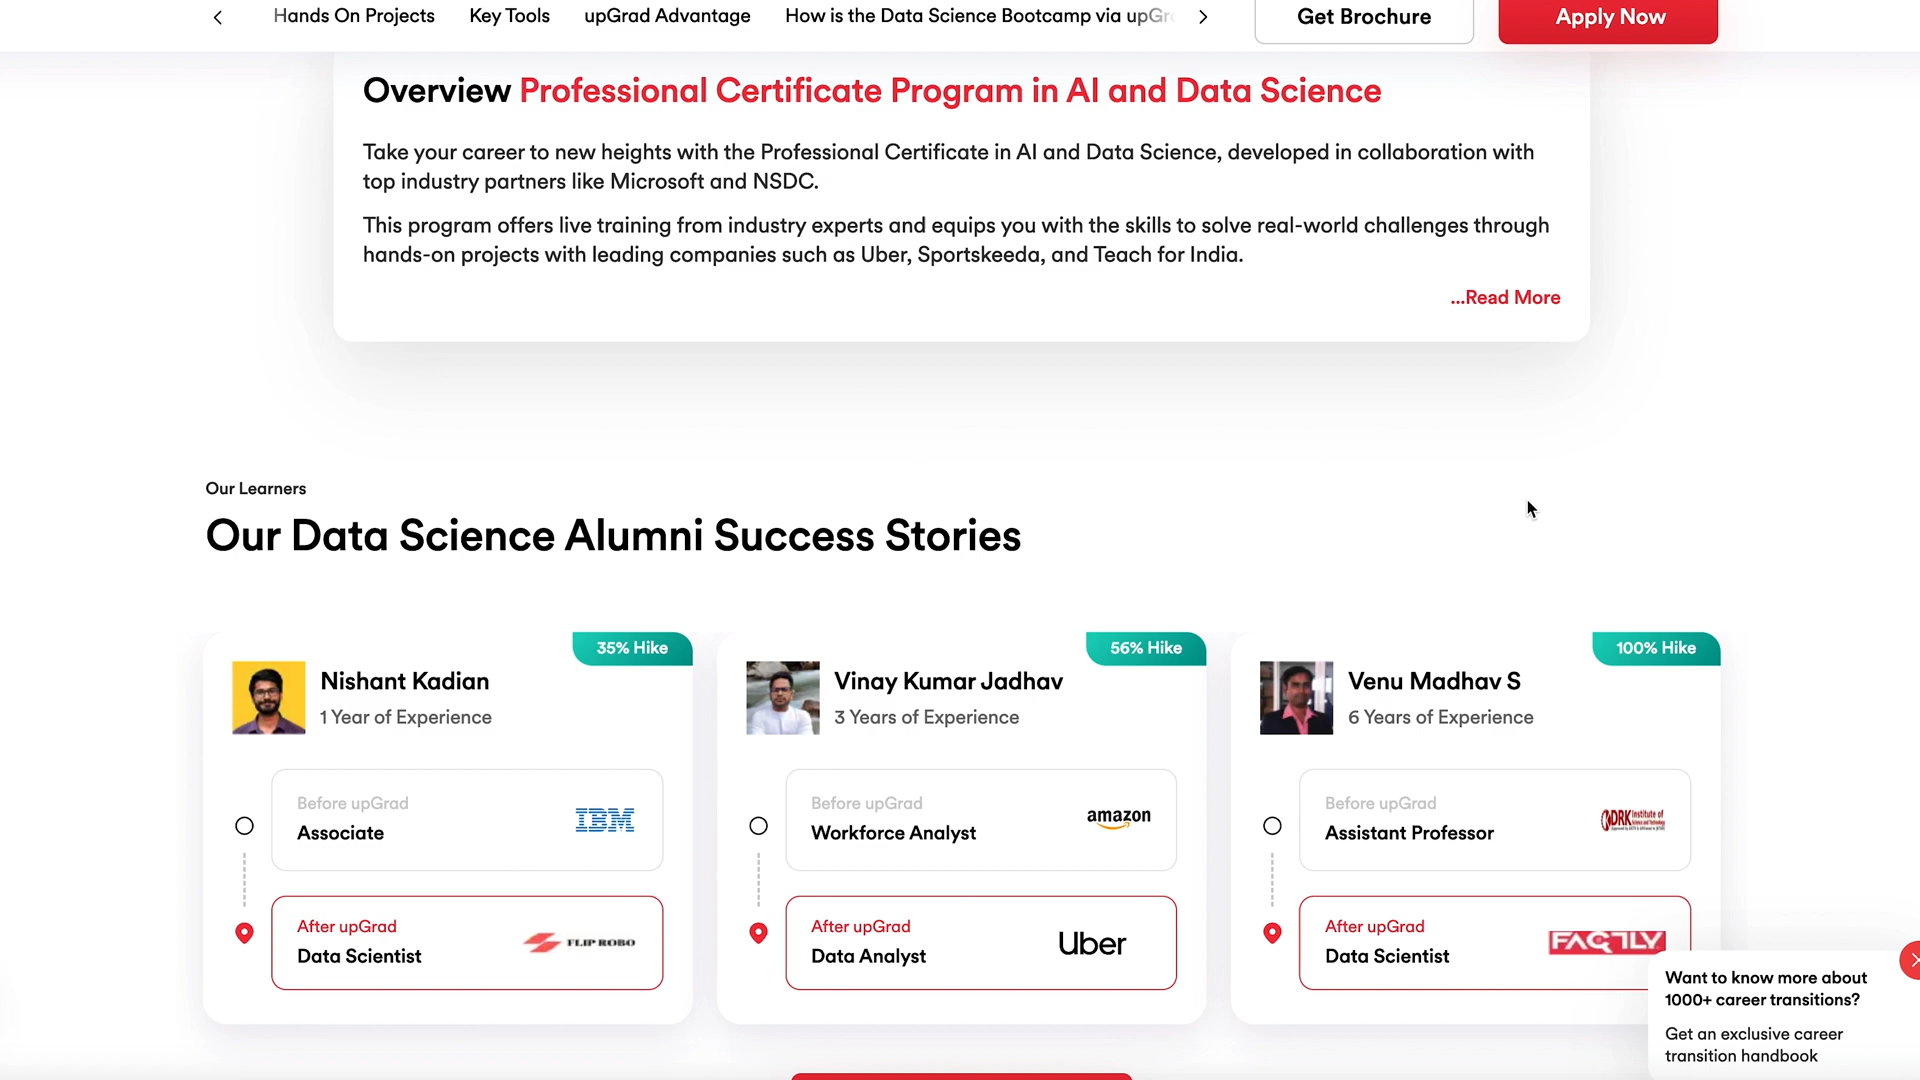 Hands On Projects
Key Tools
upGrad Advantage
How is the Data Science Bootcamp via upGr
Get Brochure
Apply Now
Overview Professional Certificate Program in AI and Data Science
Take your career to new heights with the Professional Certificate in AI and Data Science, developed in collaboration with
top industry partners like Microsoft and NSDC.
This program offers live training from industry experts and equips you with the skills to solve real-world challenges through
hands-on projects with leading companies such as Uber, Sportskeeda, and Teach for India.
...Read More
Our Learners
Our Data Science Alumni Success Stories
35% Hike
Nishant Kadian
1 Year of Experience
Before upGrad
Associate
IBM
After upGrad
Data Scientist
FLIP ROBO
56% Hike
Vinay Kumar Jadhav
3 Years of Experience
Before upGrad
Workforce Analyst
amazon
After upGrad
Data Analyst
Uber
100% Hike
Venu Madhav S
6 Years of Experience
Before upGrad
Assistant Professor
DRK Institute of
Science and Technology
After upGrad
Data Scientist
FACTLY
Want to know more about
1000+ career transitions?
Get an exclusive career
transition handbook